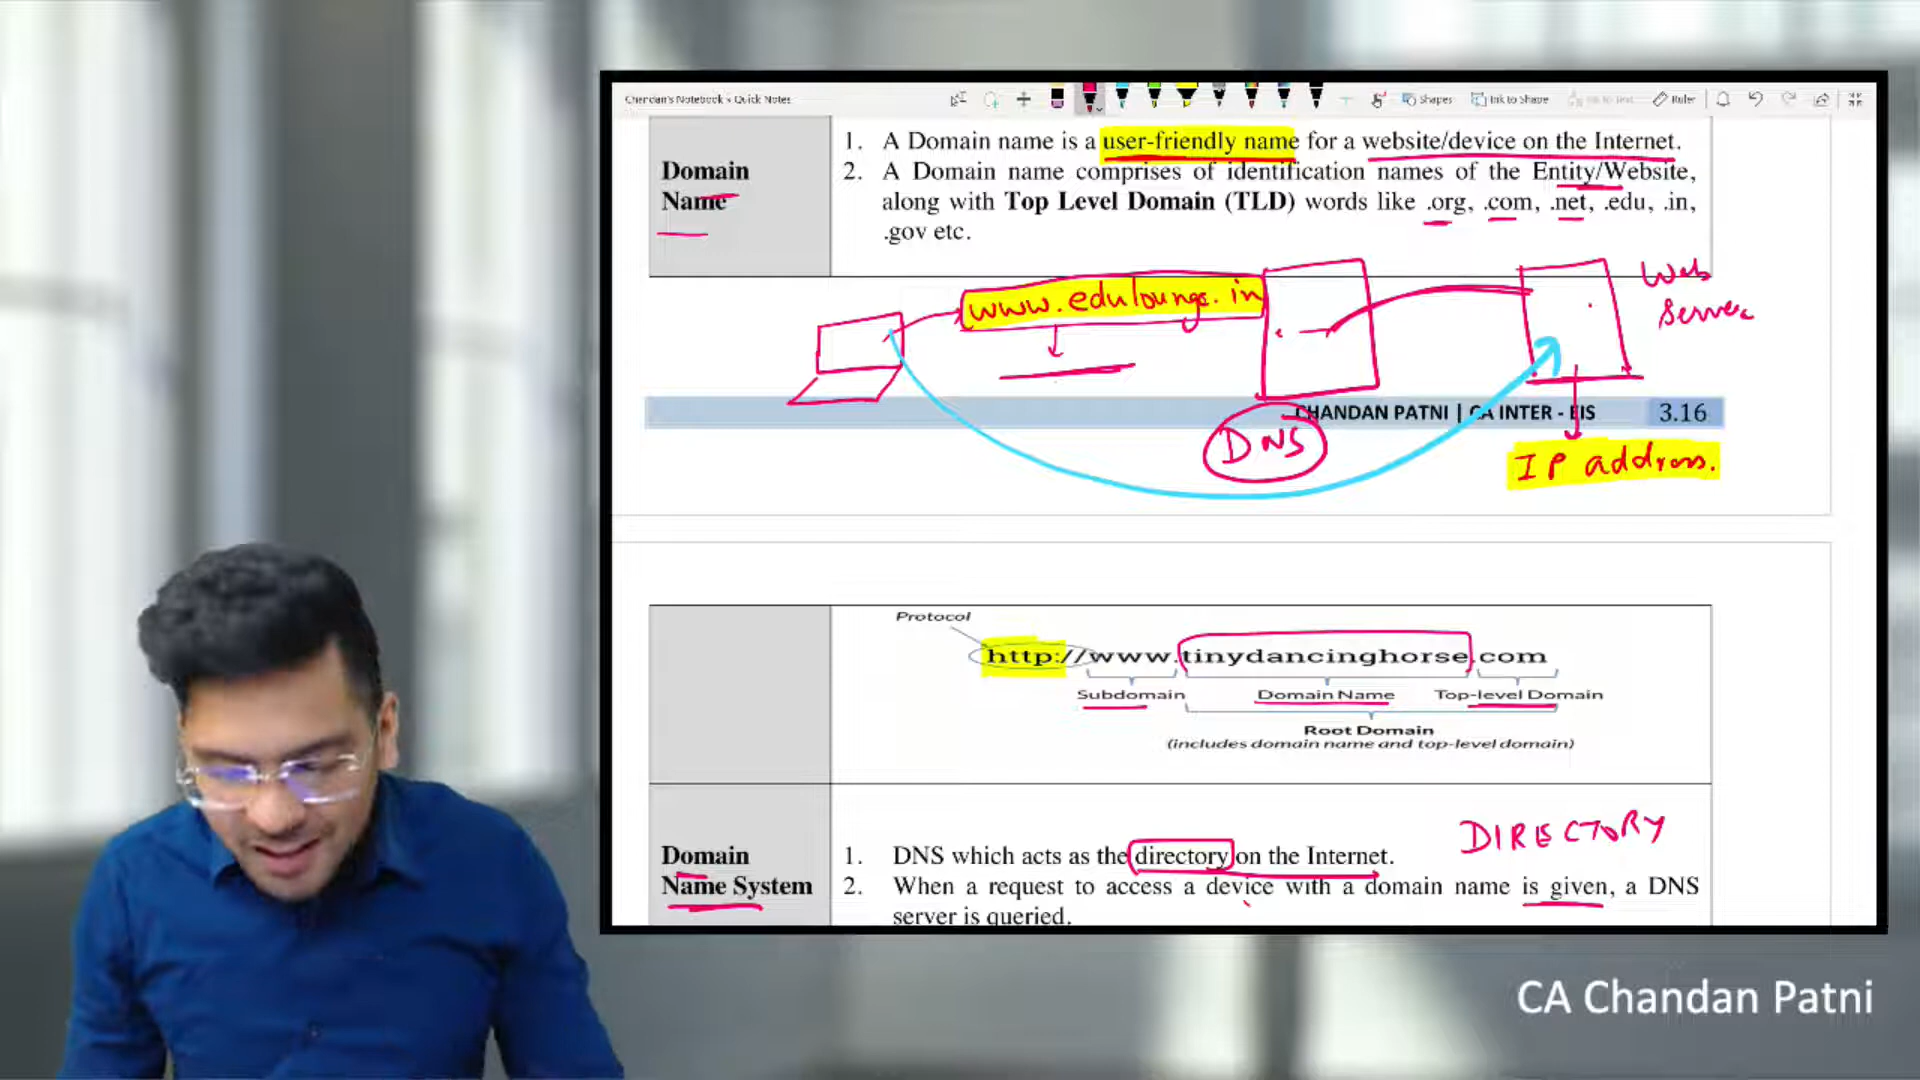 Chandan's Notebook » Quick Notes
Shapes
Ink to Shape
Ink to Text
Ruler
Domain
Name
1. A Domain name is a user-friendly name for a website/device on the Internet.
2. A Domain name comprises of identification names of the Entity/Website,
along with Top Level Domain (TLD) words like .org, .com, .net, .edu, .in,
.gov etc.
www.edulounge.in
Web
Server
CHANDAN PATNI | CA INTER - EIS 3.16
DNS
IP address.
Protocol
http://www.tinydancinghorse.com
Subdomain Domain Name Top-level Domain
Root Domain
(includes domain name and top-level domain)
DIRECTORY
Domain
Name System
1. DNS which acts as the directory on the Internet.
2. When a request to access a device with a domain name is given, a DNS
server is queried.
CA Chandan Patni